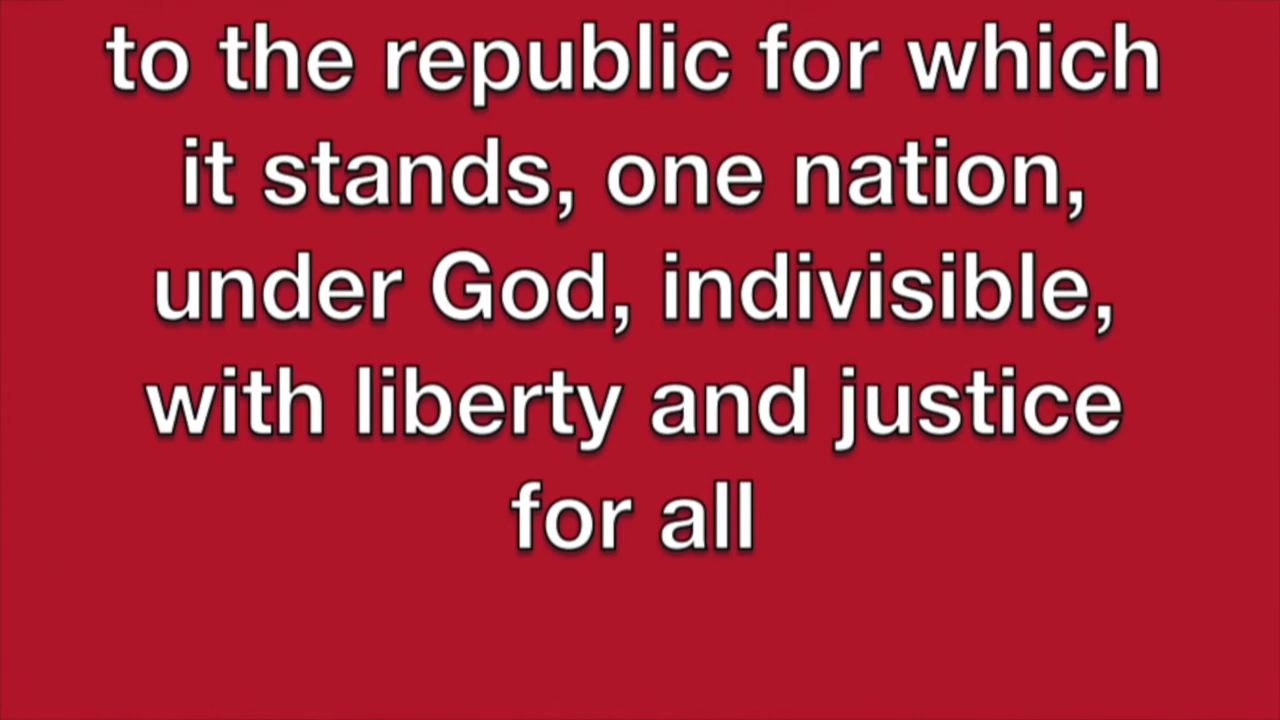 to the republic for which
it stands, one nation,
under God, indivisible,
with liberty and justice
for all